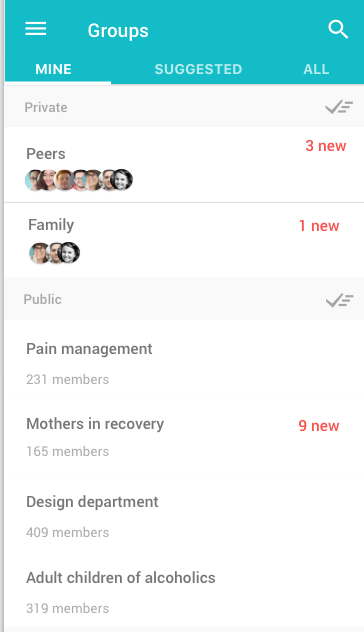 Groups
MINE SUGGESTED ALL
Private
Peers 3 new
Family 1 new
Public
Pain management
231 members
Mothers in recovery 9 new
165 members
Design department
409 members
Adult children of alcoholics
319 members